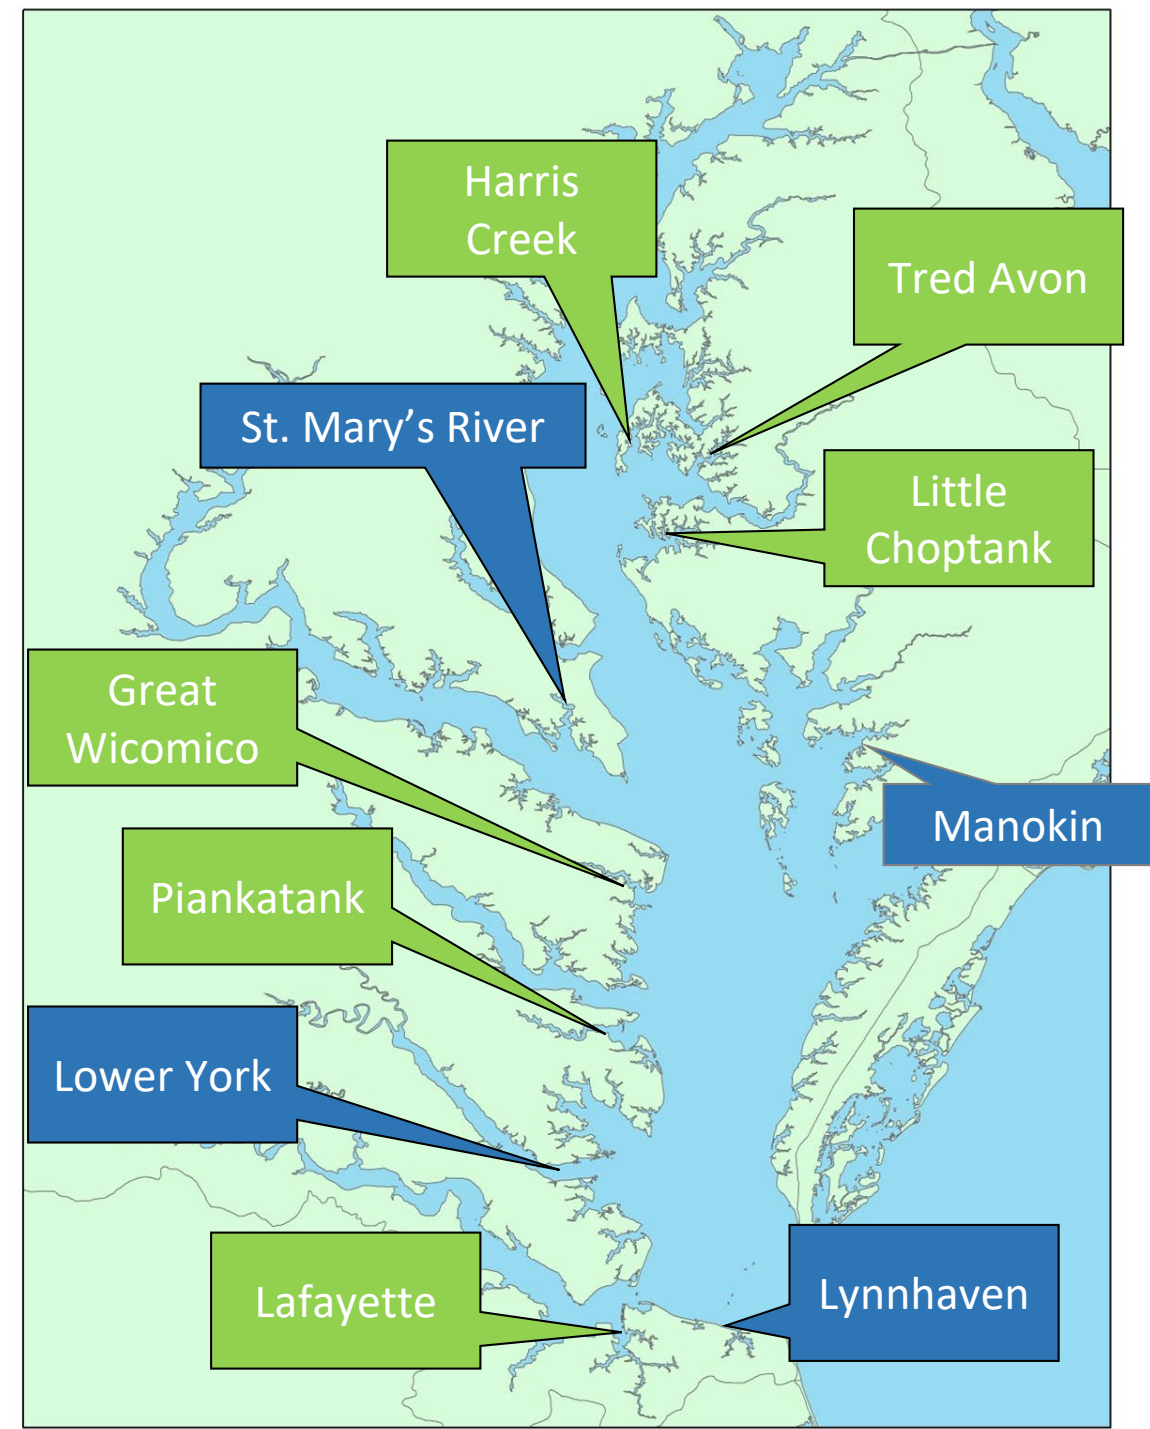 Harris
Creek
Tred Avon
St. Mary’s River
Little
Choptank
Great
Wicomico
Manokin
Piankatank
Lower York
Lafayette
Lynnhaven